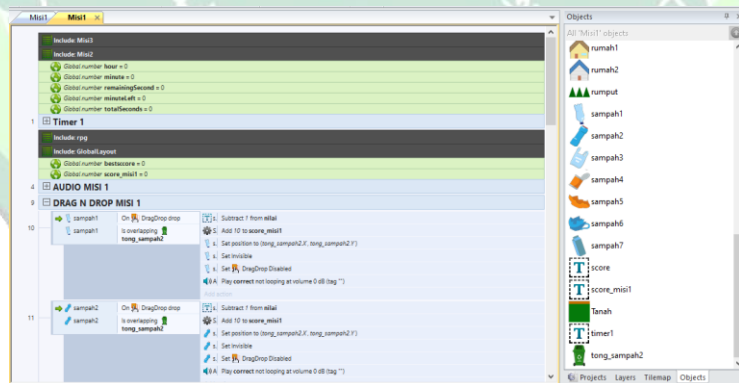 Misi1 Misi1 ×
Include: Misi3
Include: Misi2
Global number hour = 0
Global number minute = 0
Global number remainingSecond = 0
Global number minuteLeft = 0
Global number totalSeconds = 0
1 Timer 1
Include: rpg
Include: GlobalLayout
Global number bestsccore = 0
Global number score_misi1 = 0
4 AUDIO MISI 1
9 DRAG N DROP MISI 1
10
sampah1 On DragDrop drop
sampah1 Is overlapping tong_sampah2
s. Subtract 1 from nilai
S. Add 10 to score_misi1
s. Set position to (tong_sampah2.X, tong_sampah2.Y)
s. Set Invisible
s. Set DragDrop Disabled
A Play correct not looping at volume 0 dB (tag "")
Add action
11
sampah2 On DragDrop drop
sampah2 Is overlapping tong_sampah2
s. Subtract 1 from nilai
S. Add 10 to score_misi1
s. Set position to (tong_sampah2.X, tong_sampah2.Y)
s. Set Invisible
s. Set DragDrop Disabled
A Play correct not looping at volume 0 dB (tag "")
Objects
All "Misi1" objects
rumah1
rumah2
rumput
sampah1
sampah2
sampah3
sampah4
sampah5
sampah6
sampah7
T score
T score_misi1
Tanah
T timer1
tong_sampah2
Projects Layers Tilemap Objects